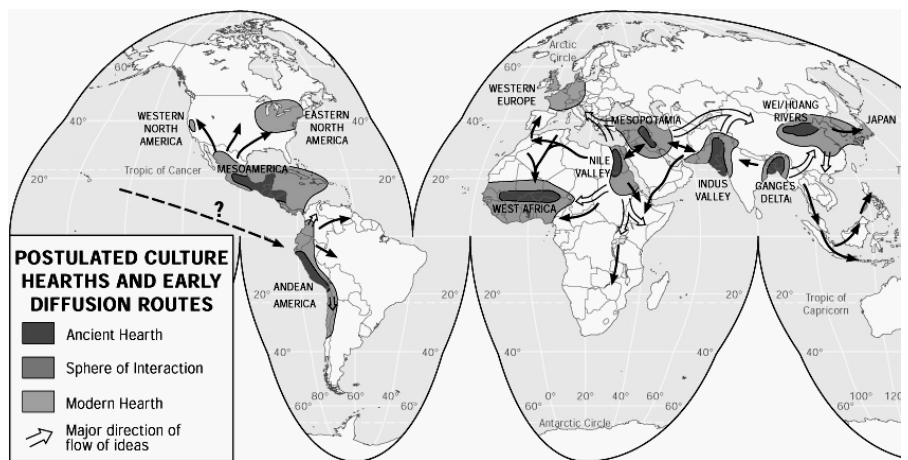 Arctic
Circle
60°
60°
WESTERN
EUROPE
WEI/HUANG
RIVERS
JAPAN
WESTERN
NORTH
AMERICA
EASTERN
NORTH
AMERICA
MESOPOTAMIA
40°
40°
MESOAMERICA
Tropic of Cancer
NILE
VALLEY
INDUS
VALLEY
GANGES
DELTA
20°
20°
WEST AFRICA
?
POSTULATED CULTURE
HEARTHS AND EARLY
DIFFUSION ROUTES
Ancient Hearth
Sphere of Interaction
Modern Hearth
Major direction of
flow of ideas
ANDEAN
AMERICA
20°
20°
20°
Tropic of
Capricorn
40°
40°
40°
40°
80°
60°
40°
20°
0°
20°
40°
60°
80°
100°
120°
60°
60°
Antarctic Circle